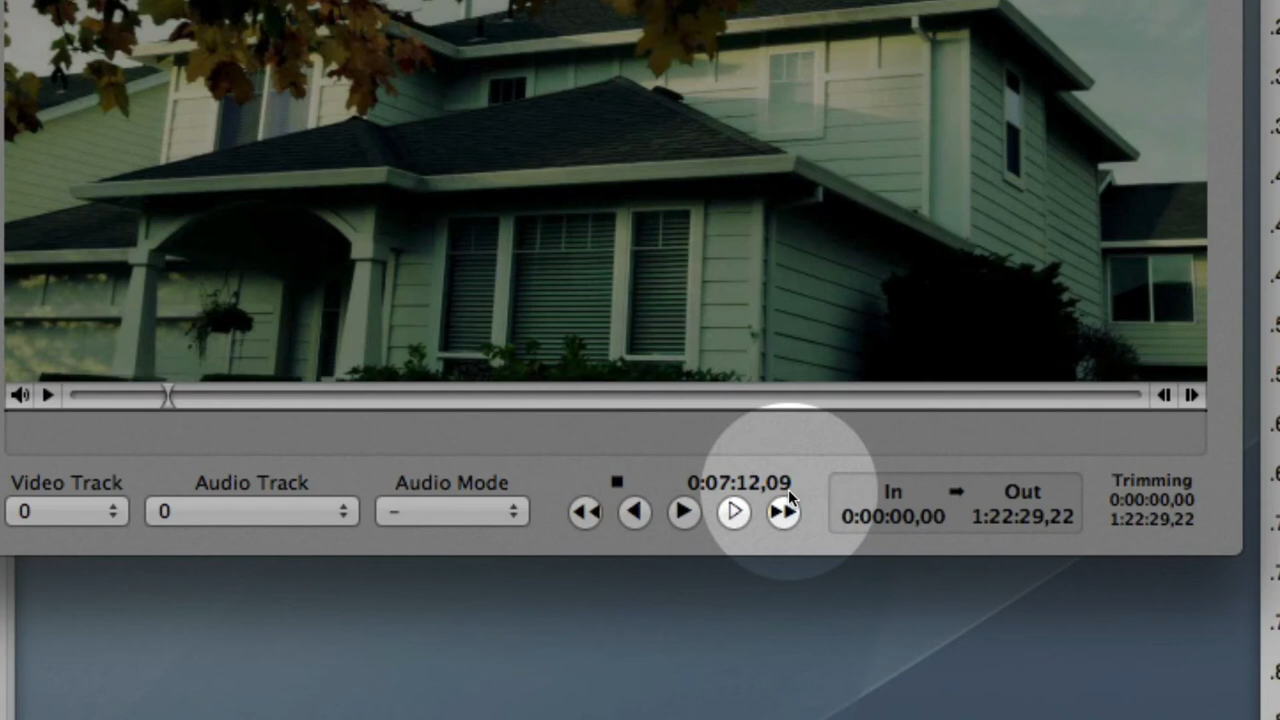 Video Track Audio Track Audio Mode 0:07:12,09
0 0 –
In ➡ Out
0:00:00,00 1:22:29,22
Trimming
0:00:00,00
1:22:29,22